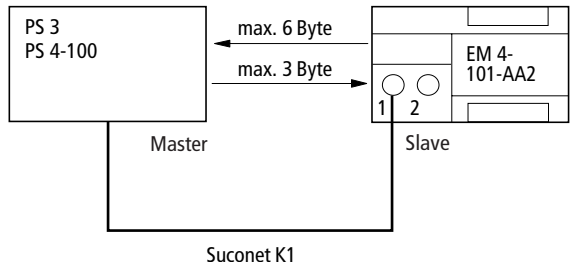 PS 3
PS 4-100
max. 6 Byte
max. 3 Byte
EM 4-
101-AA2
1 2
Master
Slave
Suconet K1